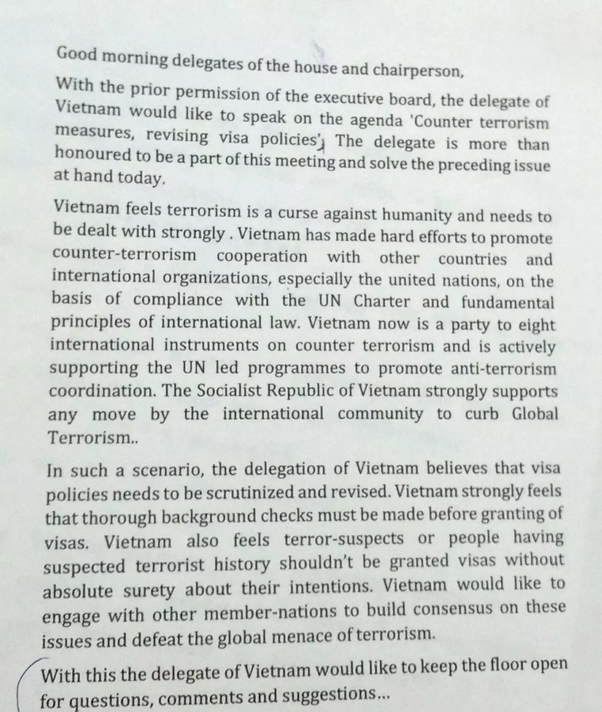 Good morning delegates of the house and chairperson,
With the prior permission of the executive board, the delegate of
Vietnam would like to speak on the agenda 'Counter terrorism
measures, revising visa policies'. The delegate is more than
honoured to be a part of this meeting and solve the preceding issue
at hand today.
Vietnam feels terrorism is a curse against humanity and needs to
be dealt with strongly . Vietnam has made hard efforts to promote
counter-terrorism cooperation with other countries and
international organizations, especially the united nations, on the
basis of compliance with the UN Charter and fundamental
principles of international law. Vietnam now is a party to eight
international instruments on counter terrorism and is actively
supporting the UN led programmes to promote anti-terrorism
coordination. The Socialist Republic of Vietnam strongly supports
any move by the international community to curb Global
Terrorism..
In such a scenario, the delegation of Vietnam believes that visa
policies needs to be scrutinized and revised. Vietnam strongly feels
that thorough background checks must be made before granting of
visas. Vietnam also feels terror-suspects or people having
suspected terrorist history shouldn't be granted visas without
absolute surety about their intentions. Vietnam would like to
engage with other member-nations to build consensus on these
issues and defeat the global menace of terrorism.
With this the delegate of Vietnam would like to keep the floor open
for questions, comments and suggestions...